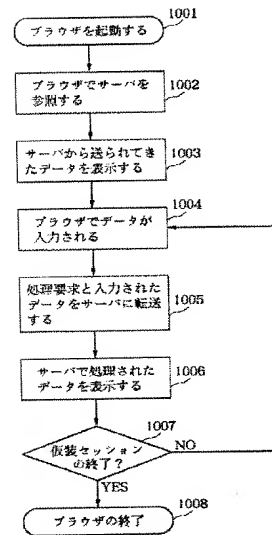 1001
ブラウザを起動する
1002
ブラウザでサーバを
参照する
1003
サーバから送られてき
たデータを表示する
1004
ブラウザでデータが
入力される
1005
処理要求と入力された
データをサーバに転送
する
1006
サーバで処理された
データを表示する
1007
仮装セッション
の終了?
NO
YES
1008
ブラウザの終了